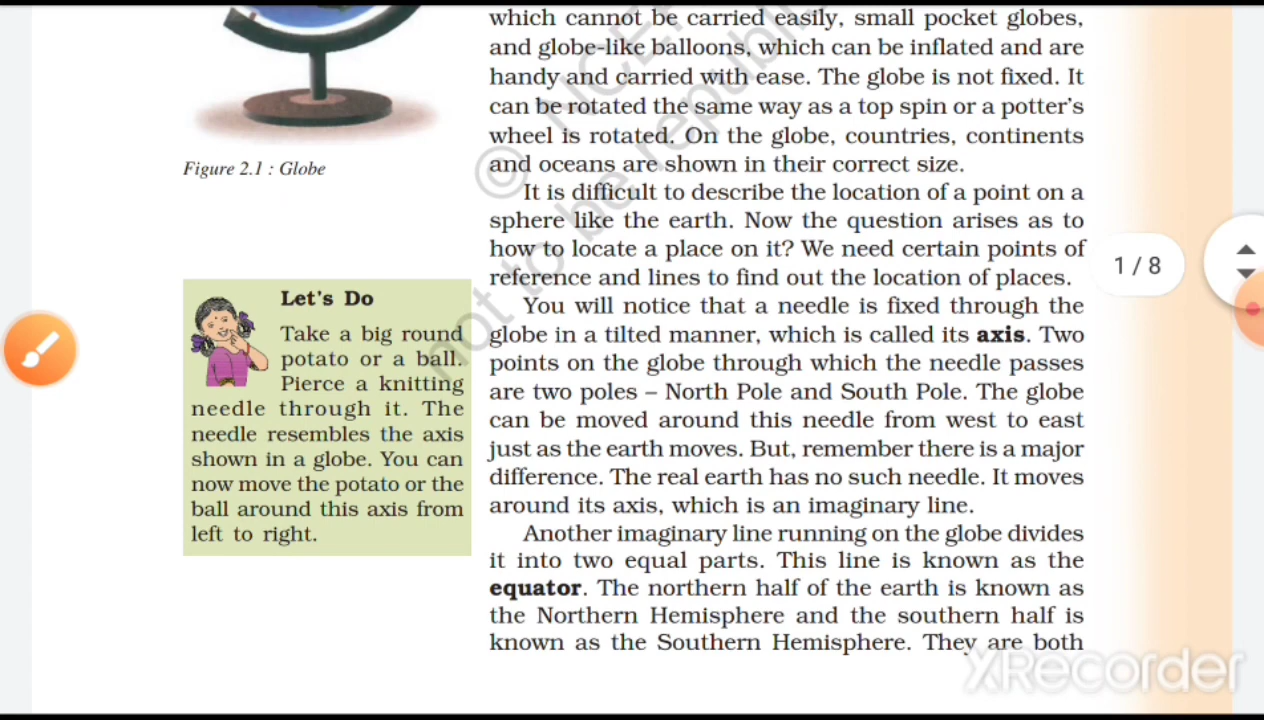 which cannot be carried easily, small pocket globes,
and globe-like balloons, which can be inflated and are
handy and carried with ease. The globe is not fixed. It
can be rotated the same way as a top spin or a potter's
wheel is rotated. On the globe, countries, continents
and oceans are shown in their correct size.
Figure 2.1 : Globe
It is difficult to describe the location of a point on a
sphere like the earth. Now the question arises as to
how to locate a place on it? We need certain points of
reference and lines to find out the location of places.
You will notice that a needle is fixed through the
globe in a tilted manner, which is called its axis. Two
points on the globe through which the needle passes
are two poles – North Pole and South Pole. The globe
can be moved around this needle from west to east
just as the earth moves. But, remember there is a major
difference. The real earth has no such needle. It moves
around its axis, which is an imaginary line.
Another imaginary line running on the globe divides
it into two equal parts. This line is known as the
equator. The northern half of the earth is known as
the Northern Hemisphere and the southern half is
known as the Southern Hemisphere. They are both
Let's Do
Take a big round
potato or a ball.
Pierce a knitting
needle through it. The
needle resembles the axis
shown in a globe. You can
now move the potato or the
ball around this axis from
left to right.
1 / 8
© NCERT
not to be republi
XRecorder